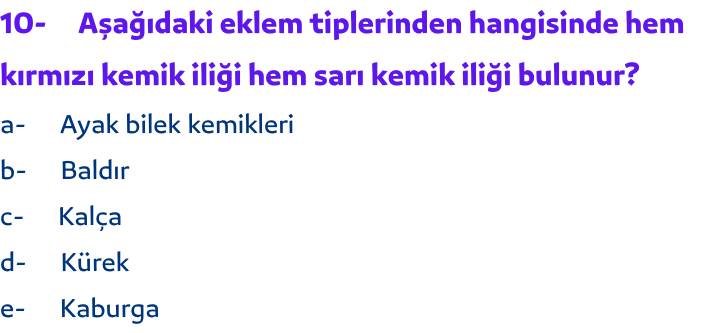 10- Aşağıdaki eklem tiplerinden hangisinde hem
kırmızı kemik iliği hem sarı kemik iliği bulunur?
a- Ayak bilek kemikleri
b- Baldır
c- Kalça
d- Kürek
e- Kaburga